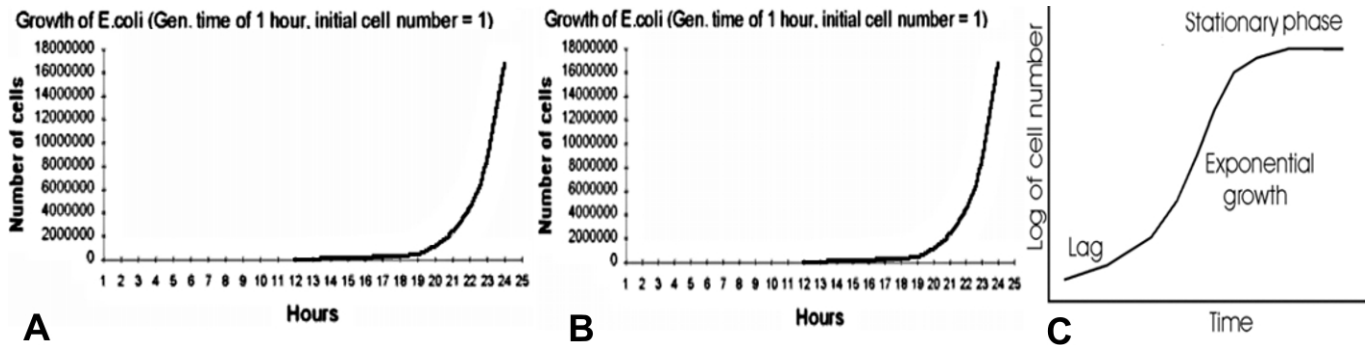 Growth of E.coli (Gen. time of 1 hour, initial cell number = 1)
Number of cells
18000000
16000000
14000000
12000000
10000000
8000000
6000000
4000000
2000000
0
1 2 3 4 5 6 7 8 9 10 11 12 13 14 15 16 17 18 19 20 21 22 23 24 25
Hours
A
Growth of E.coli (Gen. time of 1 hour, initial cell number = 1)
Number of cells
18000000
16000000
14000000
12000000
10000000
8000000
6000000
4000000
2000000
0
1 2 3 4 5 6 7 8 9 10 11 12 13 14 15 16 17 18 19 20 21 22 23 24 25
Hours
B
Log of cell number
Stationary phase
Exponential
growth
Lag
Time
C